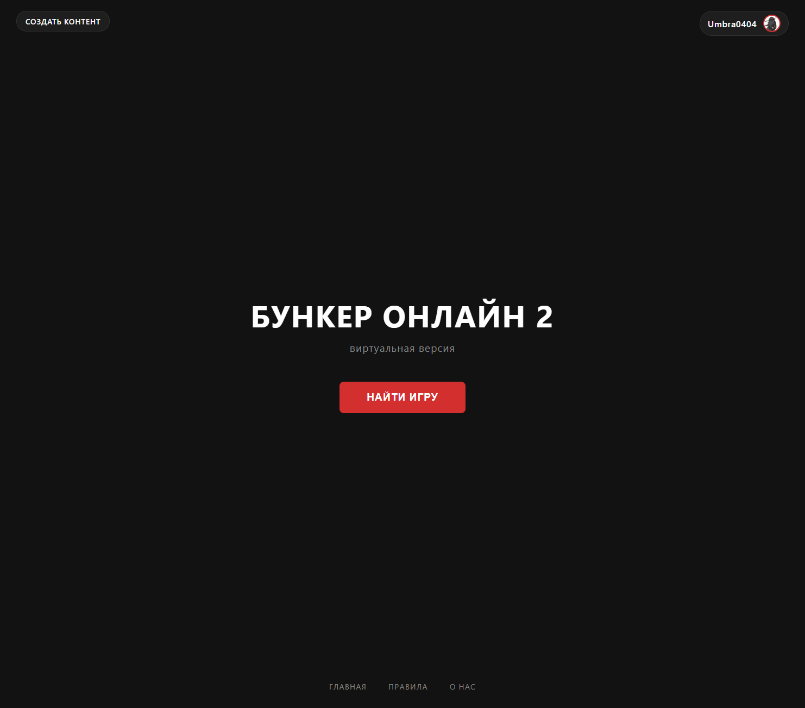 СОЗДАТЬ КОНТЕНТ
Umbra0404
БУНКЕР ОНЛАЙН 2
виртуальная версия
НАЙТИ ИГРУ
ГЛАВНАЯ ПРАВИЛА О НАС